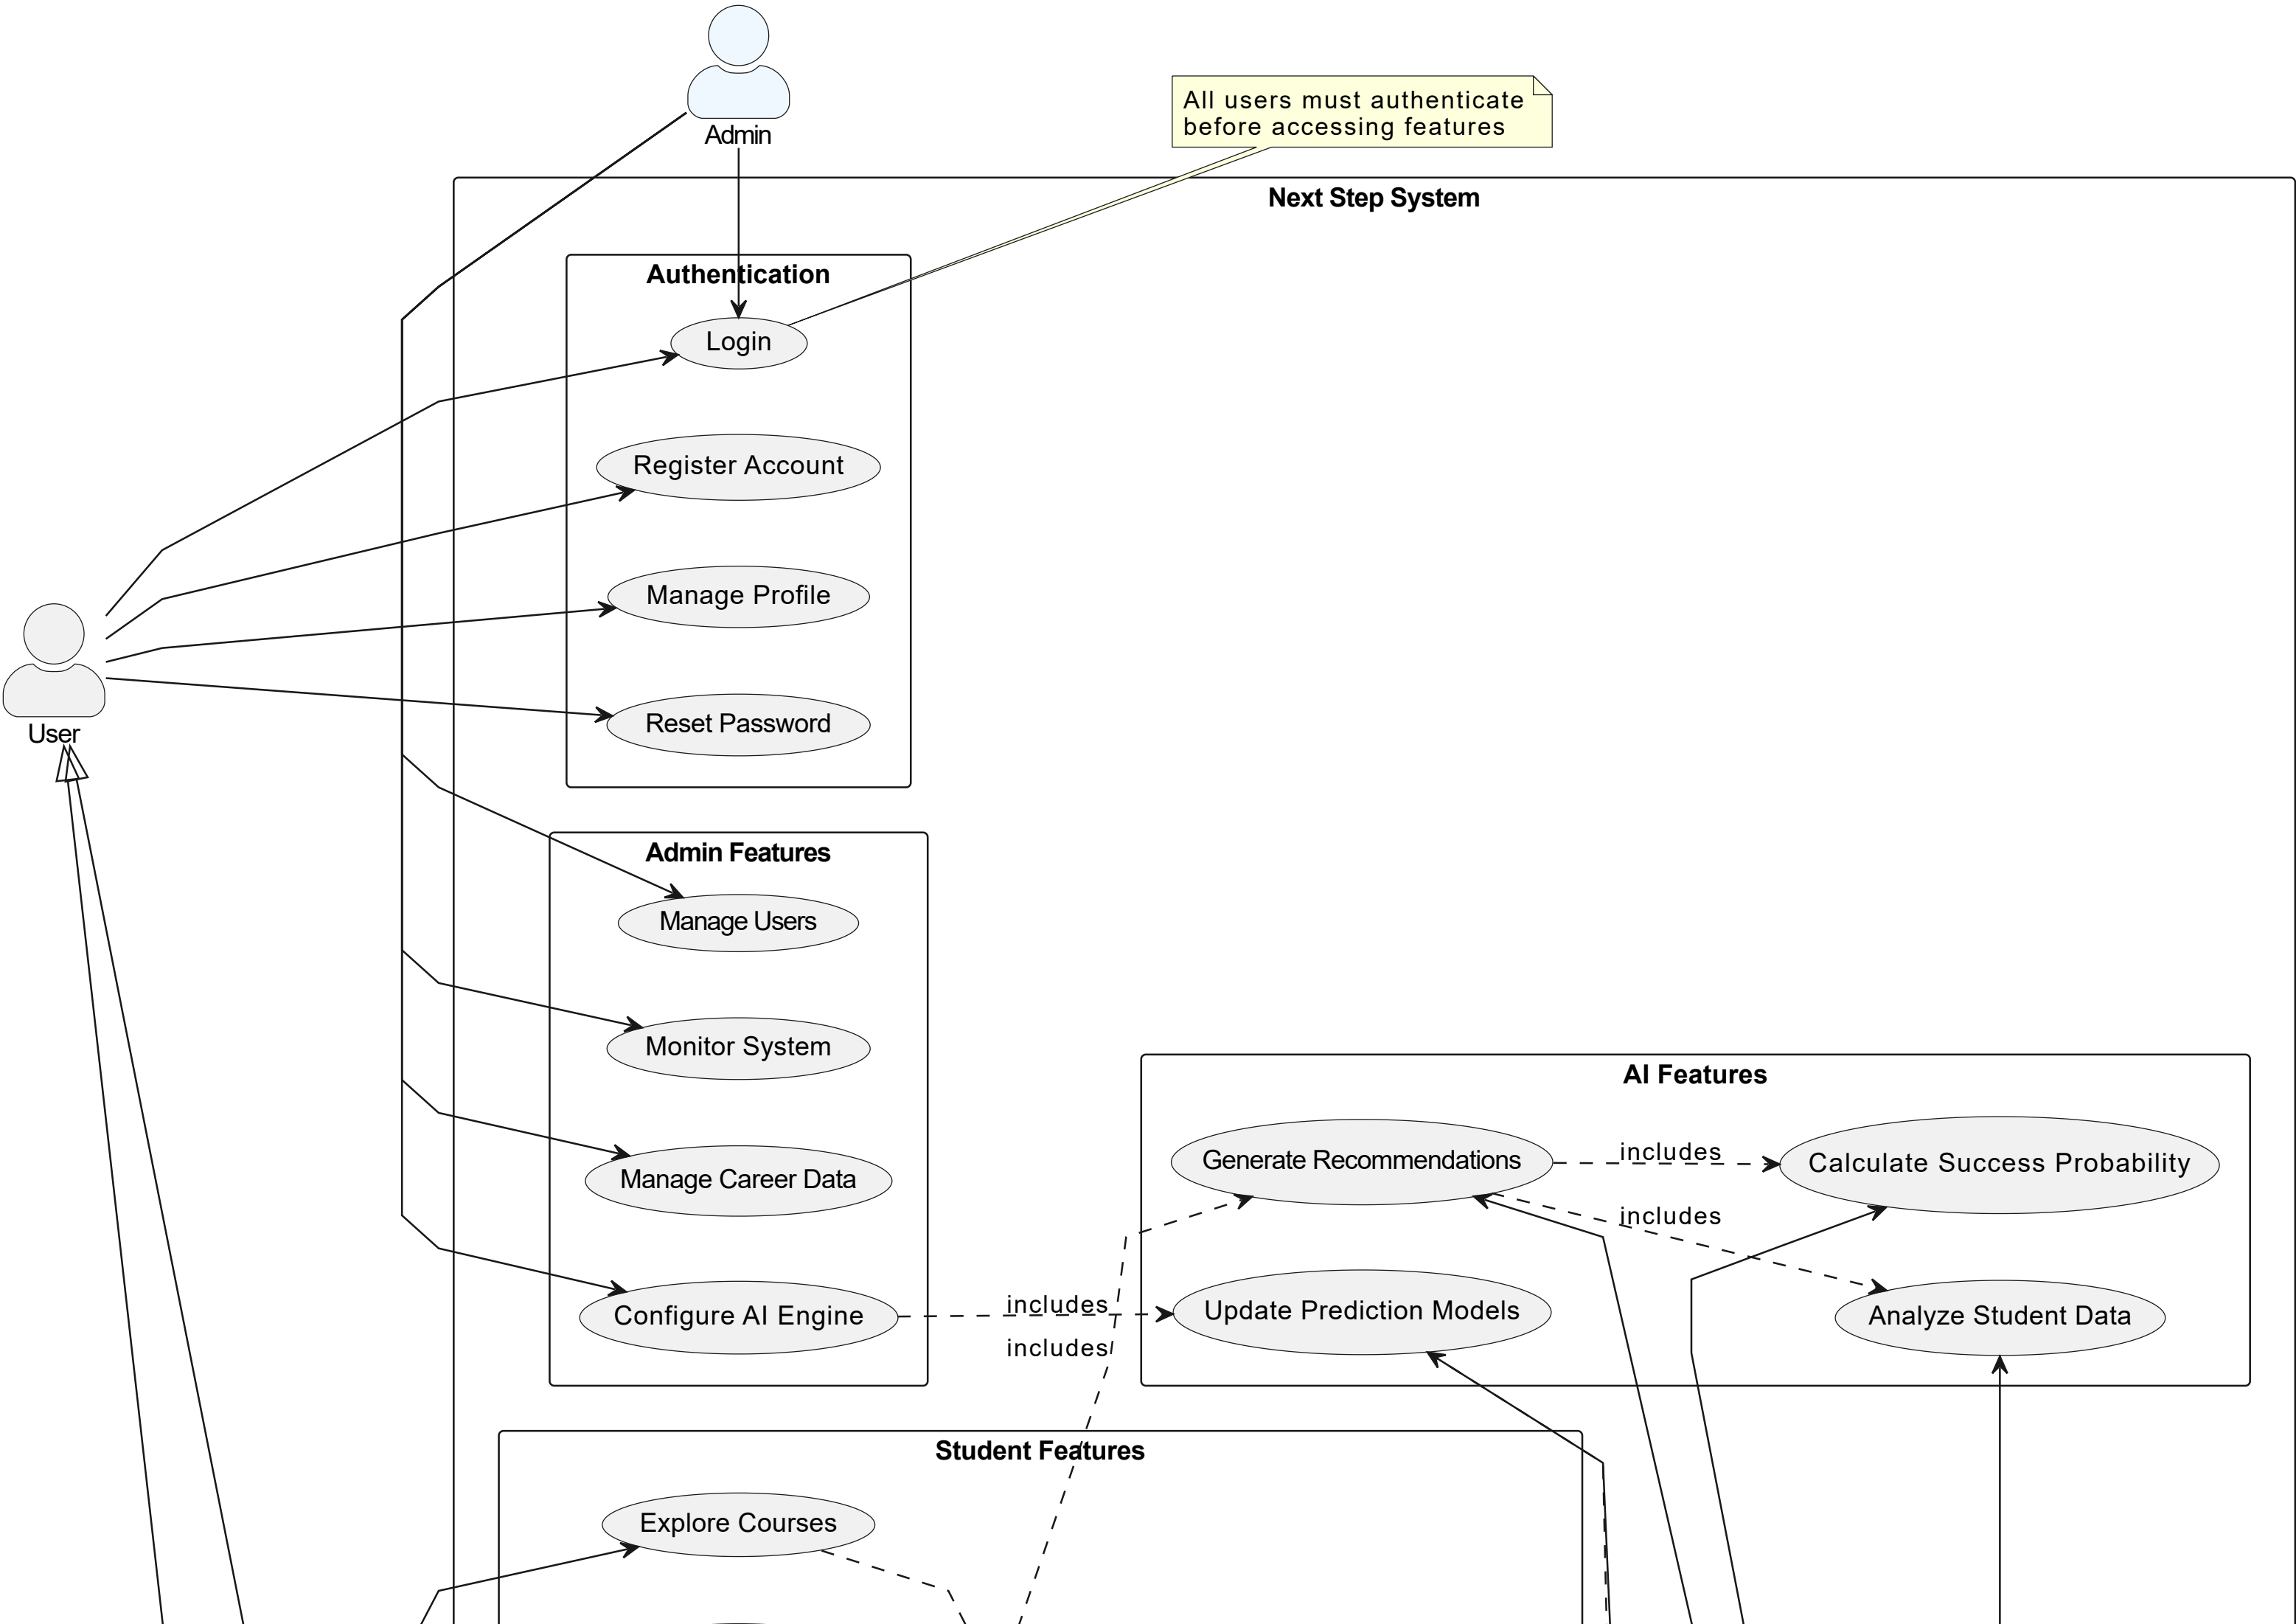 Admin
All users must authenticate
before accessing features
Next Step System
Authentication
Login
Register Account
Manage Profile
Reset Password
User
Admin Features
Manage Users
Monitor System
Manage Career Data
Configure AI Engine
AI Features
Generate Recommendations
includes
Calculate Success Probability
includes
Update Prediction Models
Analyze Student Data
includes
includes
Student Features
Explore Courses